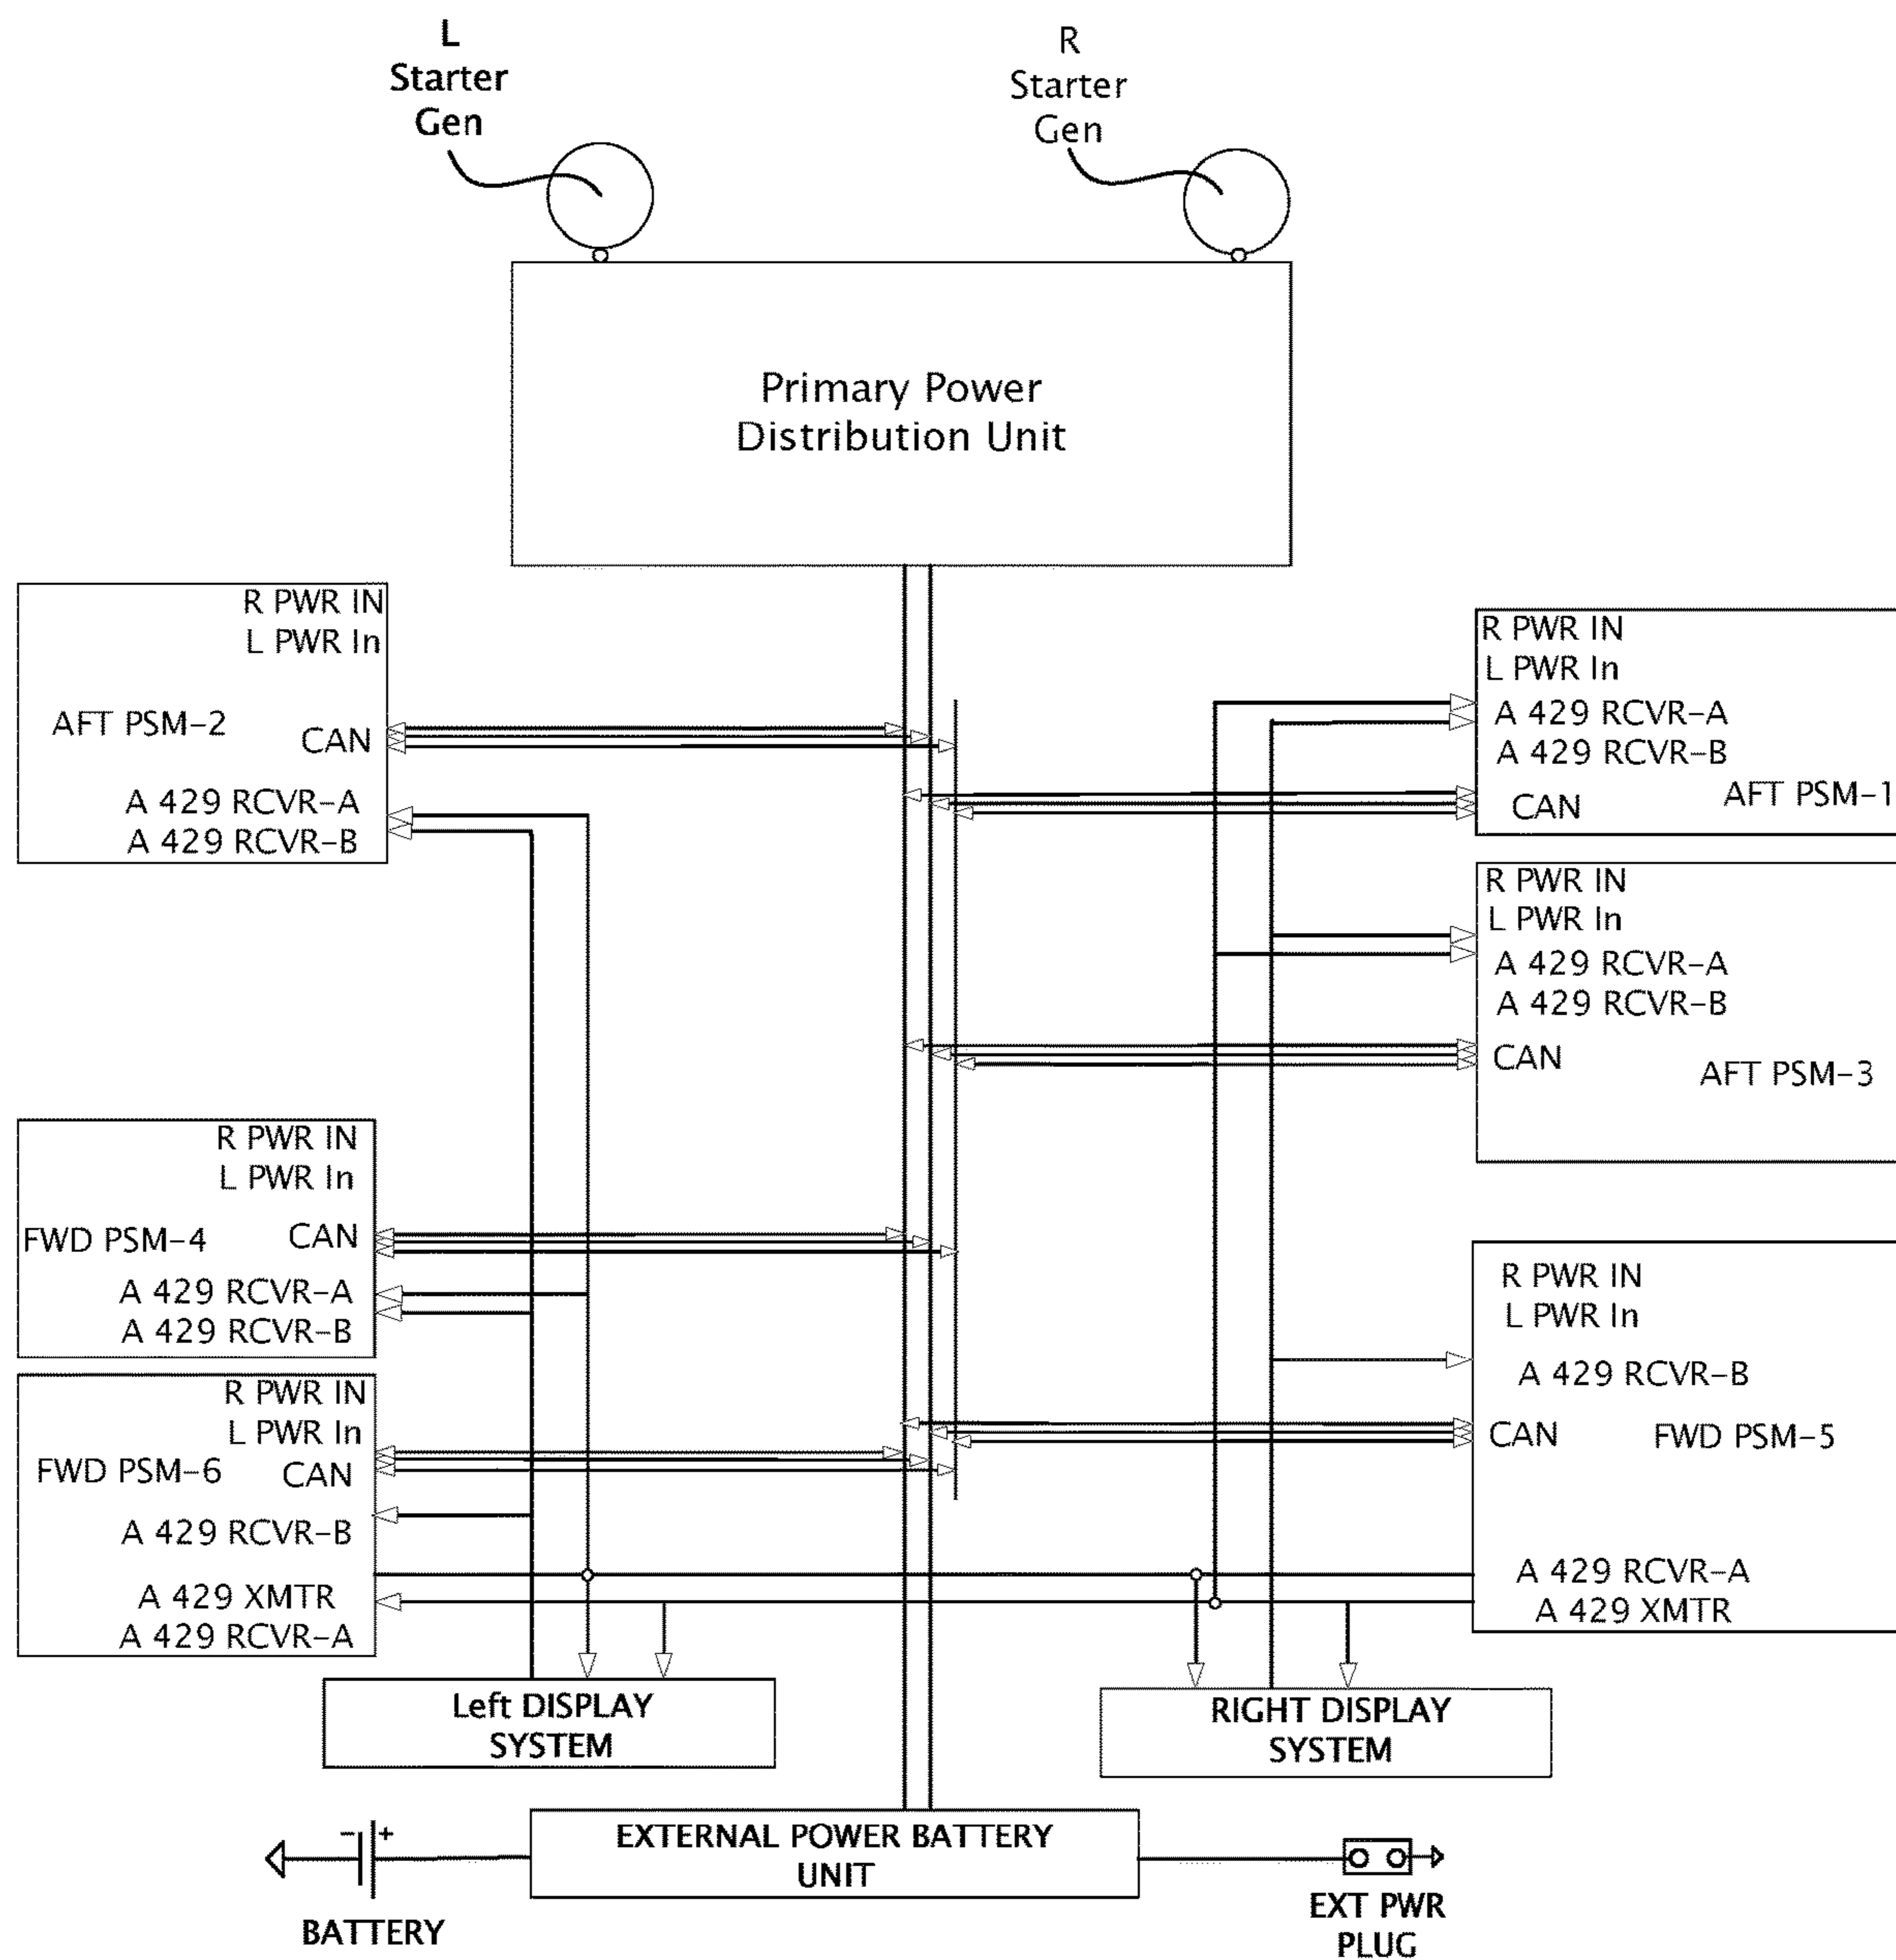 L
Starter
Gen
R
Starter
Gen
Primary Power
Distribution Unit
R PWR IN
L PWR In
AFT PSM-2
CAN
A 429 RCVR-A
A 429 RCVR-B
R PWR IN
L PWR In
A 429 RCVR-A
A 429 RCVR-B
AFT PSM-1
CAN
R PWR IN
L PWR In
A 429 RCVR-A
A 429 RCVR-B
CAN
AFT PSM-3
R PWR IN
L PWR In
FWD PSM-4
CAN
A 429 RCVR-A
A 429 RCVR-B
R PWR IN
L PWR In
A 429 RCVR-B
CAN
FWD PSM-5
A 429 RCVR-A
A 429 XMTR
R PWR IN
L PWR In
FWD PSM-6
CAN
A 429 RCVR-B
A 429 XMTR
A 429 RCVR-A
Left DISPLAY
SYSTEM
RIGHT DISPLAY
SYSTEM
EXTERNAL POWER BATTERY
UNIT
- +
BATTERY
EXT PWR
PLUG